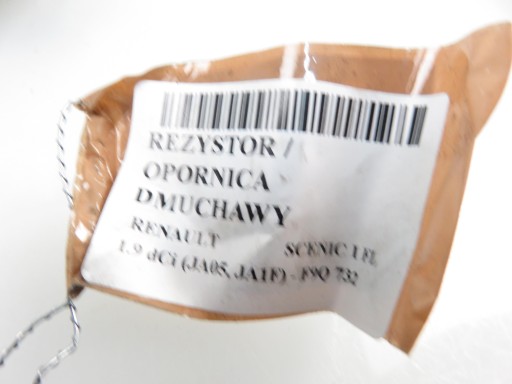 REZYSTOR /
OPORNICA
DMUCHAWY
RENAULT SCENIC I FL
1.9 dCi (JA05, JA1F) - F9Q 732